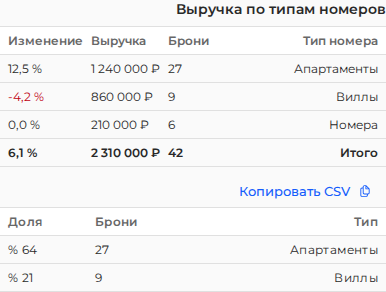 Выручка по типам номеров
Изменение Выручка Брони Тип номера
12,5 % 1 240 000 ₽ 27 Апартаменты
-4,2 % 860 000 ₽ 9 Виллы
0,0 % 210 000 ₽ 6 Номера
6,1 % 2 310 000 ₽ 42 Итого
Копировать CSV
Доля Брони Тип
% 64 27 Апартаменты
% 21 9 Виллы